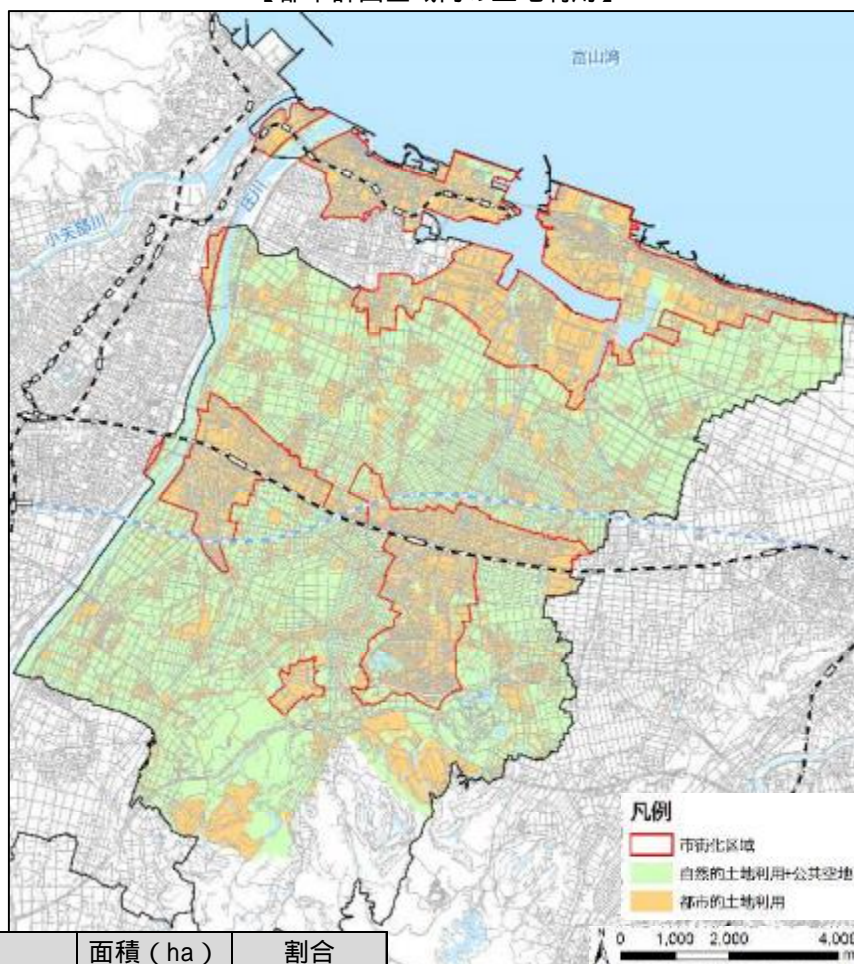 富山湾
庄川
小矢部川
凡例
市街化区域
自然的土地利用+公共空地
都市的土地利用
N
0 1,000 2,000 4,000
m
面積（ha） 割合